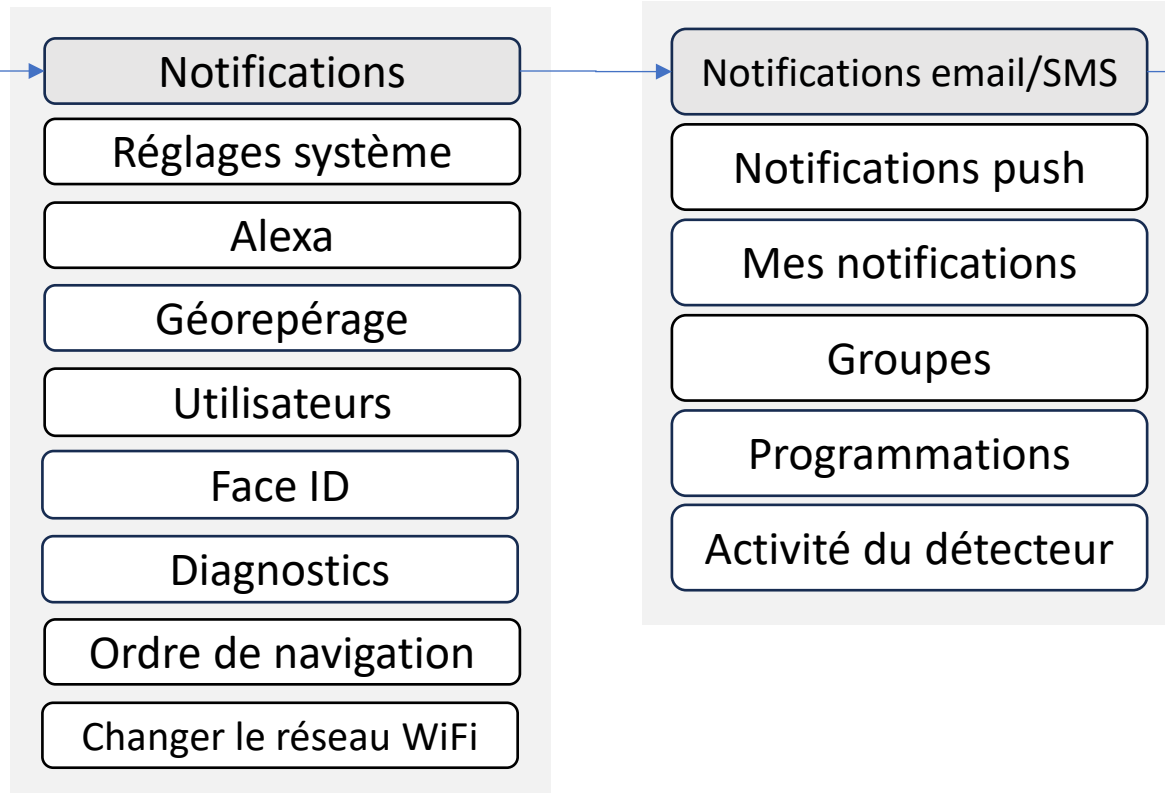 Notifications
Réglages système
Alexa
Géorepérage
Utilisateurs
Face ID
Diagnostics
Ordre de navigation
Changer le réseau WiFi
Notifications email/SMS
Notifications push
Mes notifications
Groupes
Programmations
Activité du détecteur